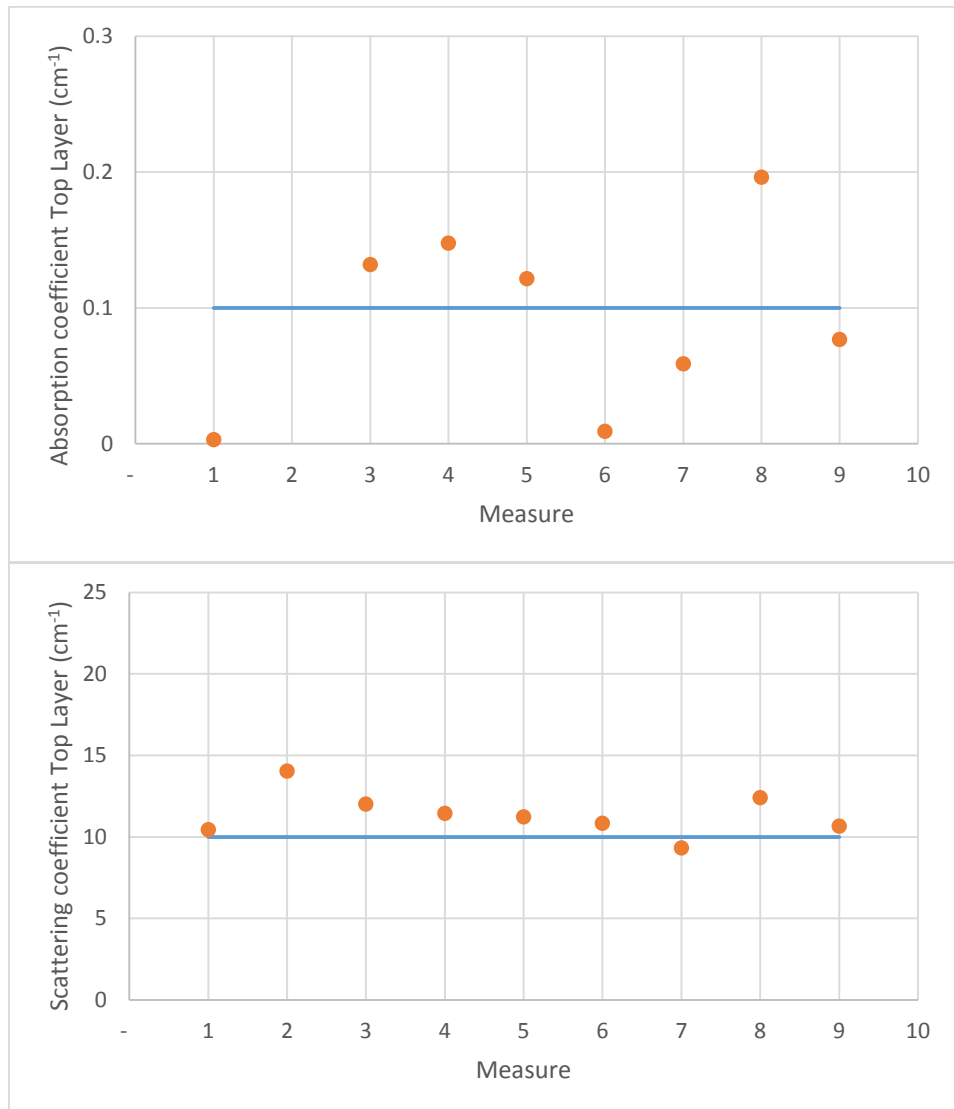 Absorption coefficient Top Layer (cm⁻¹)
0.3
0.2
0.1
0
- 1 2 3 4 5 6 7 8 9 10
Measure
Scattering coefficient Top Layer (cm⁻¹)
25
20
15
10
5
0
- 1 2 3 4 5 6 7 8 9 10
Measure